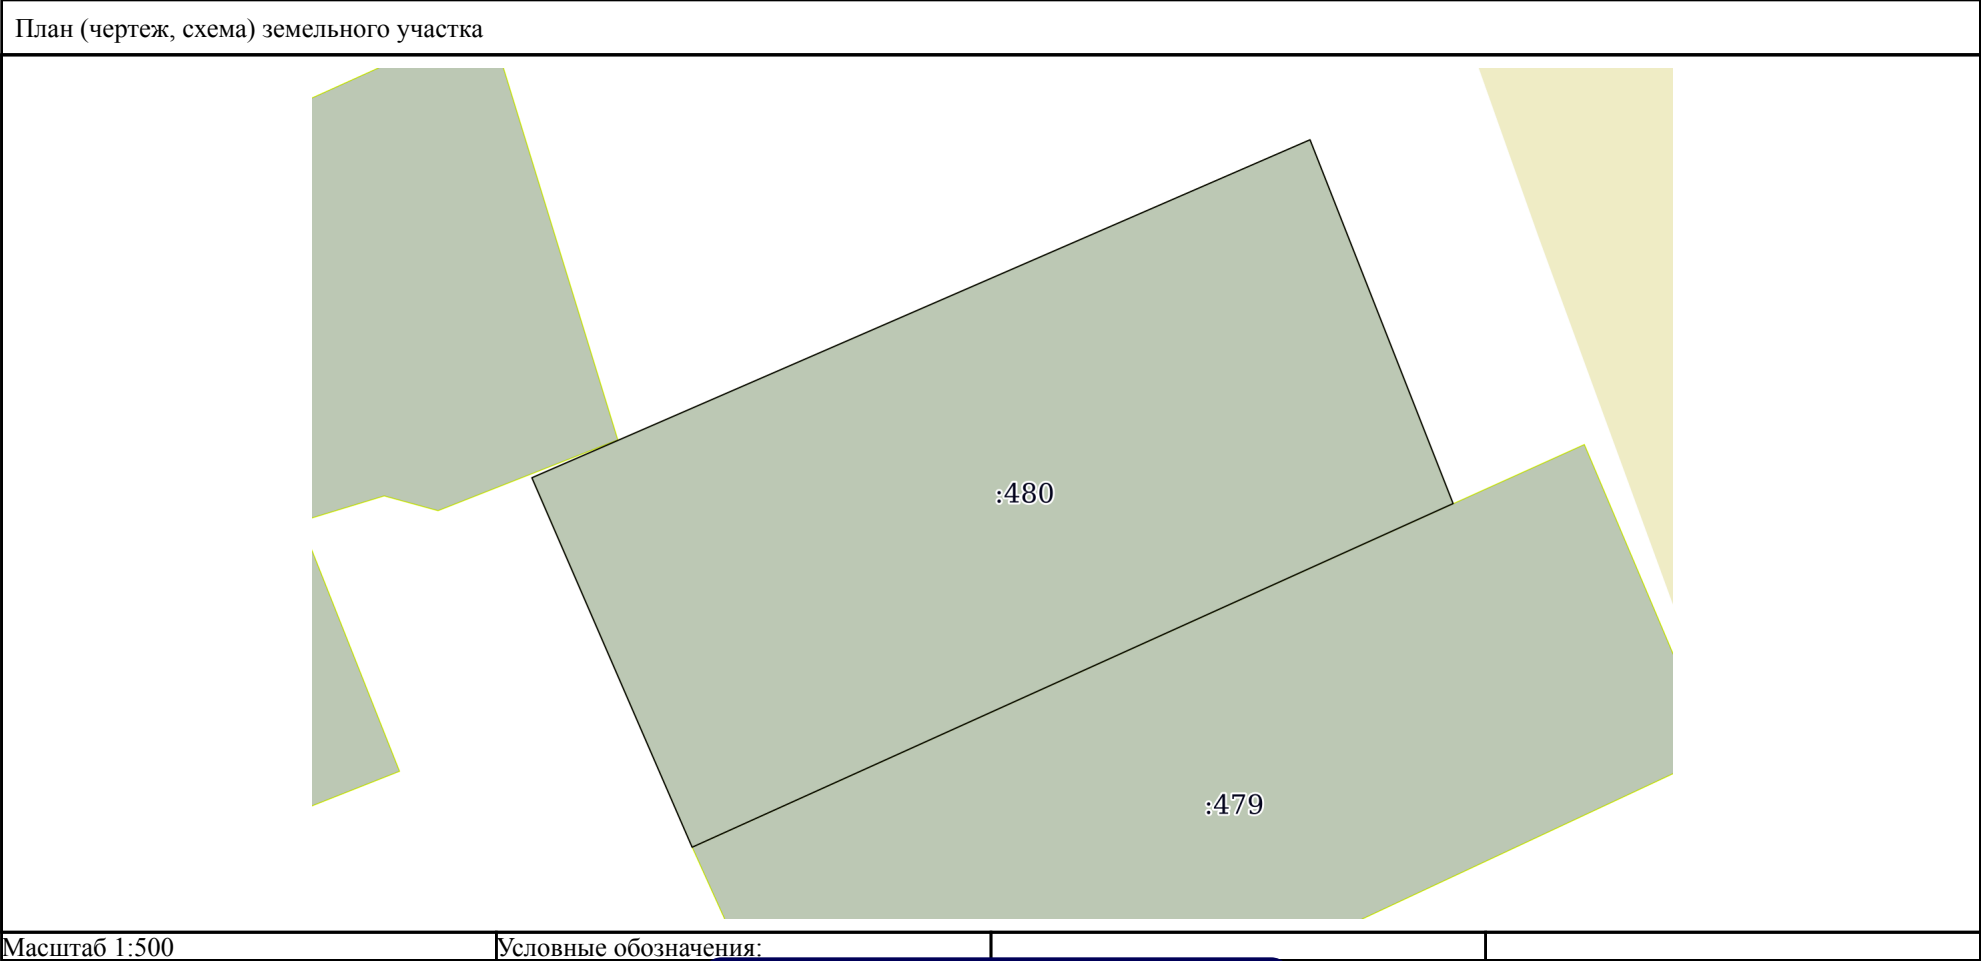 План (чертеж, схема) земельного участка
:480
:479
Масштаб 1:500
Условные обозначения: